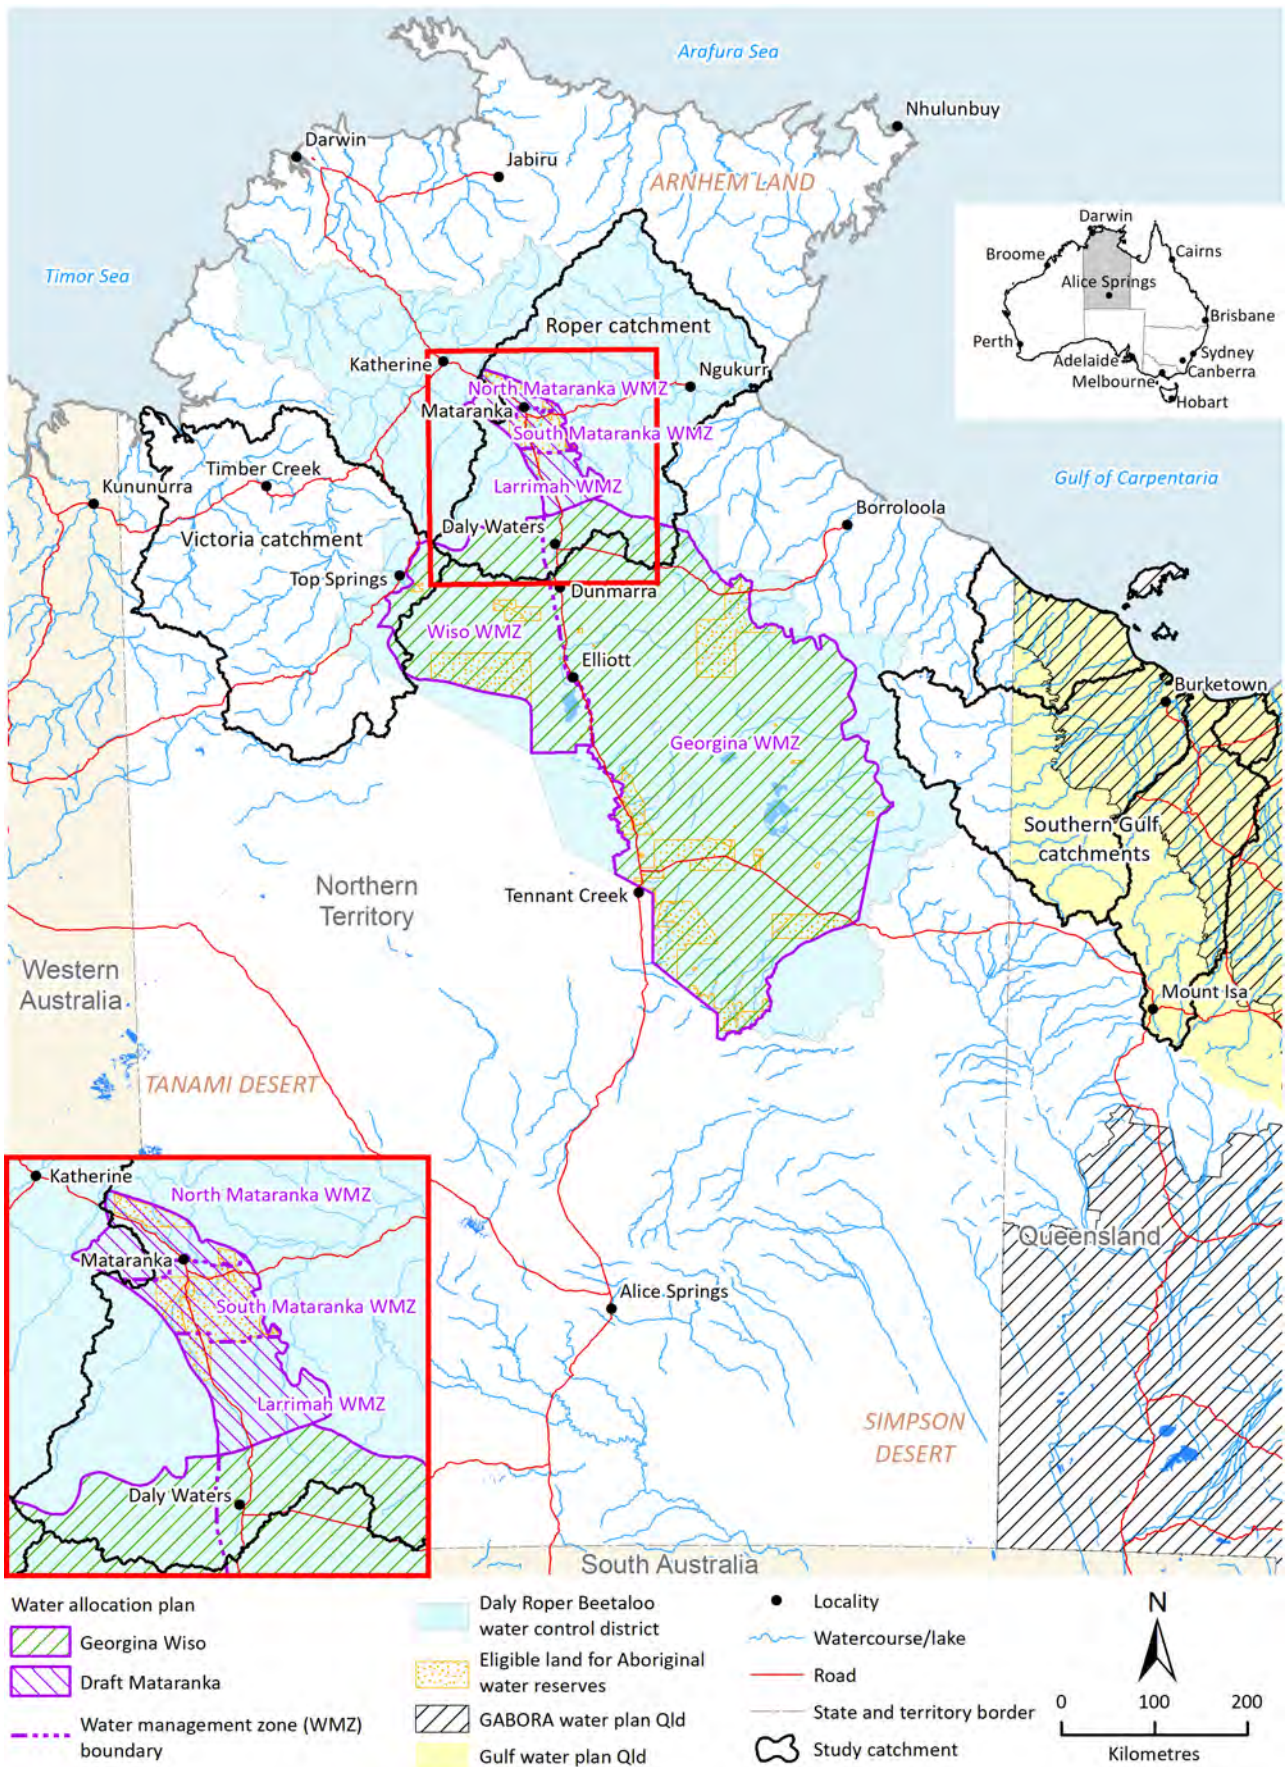 Arafura Sea
Nhulunbuy
Darwin
Jabiru
ARNHEM LAND
Timor Sea
Darwin
Broome
Cairns
Alice Springs
Brisbane
Perth
Adelaide
Sydney
Canberra
Melbourne
Hobart
Roper catchment
Katherine
Ngukurr
North Mataranka WMZ
Mataranka
South Mataranka WMZ
Larrimah WMZ
Timber Creek
Kununurra
Gulf of Carpentaria
Borroloola
Daly Waters
Victoria catchment
Top Springs
Dunmarra
Wiso WMZ
Elliott
Burketown
Georgina WMZ
Southern Gulf
catchments
Northern
Territory
Tennant Creek
Western
Australia
Mount Isa
TANAMI DESERT
Katherine
North Mataranka WMZ
Mataranka
South Mataranka WMZ
Larrimah WMZ
Daly Waters
Queensland
Alice Springs
SIMPSON
DESERT
South Australia
Water allocation plan
Georgina Wiso
Draft Mataranka
Water management zone (WMZ)
boundary
Daly Roper Beetaloo
water control district
Eligible land for Aboriginal
water reserves
GABORA water plan Qld
Gulf water plan Qld
Locality
Watercourse/lake
Road
State and territory border
Study catchment
N
0 100 200
Kilometres